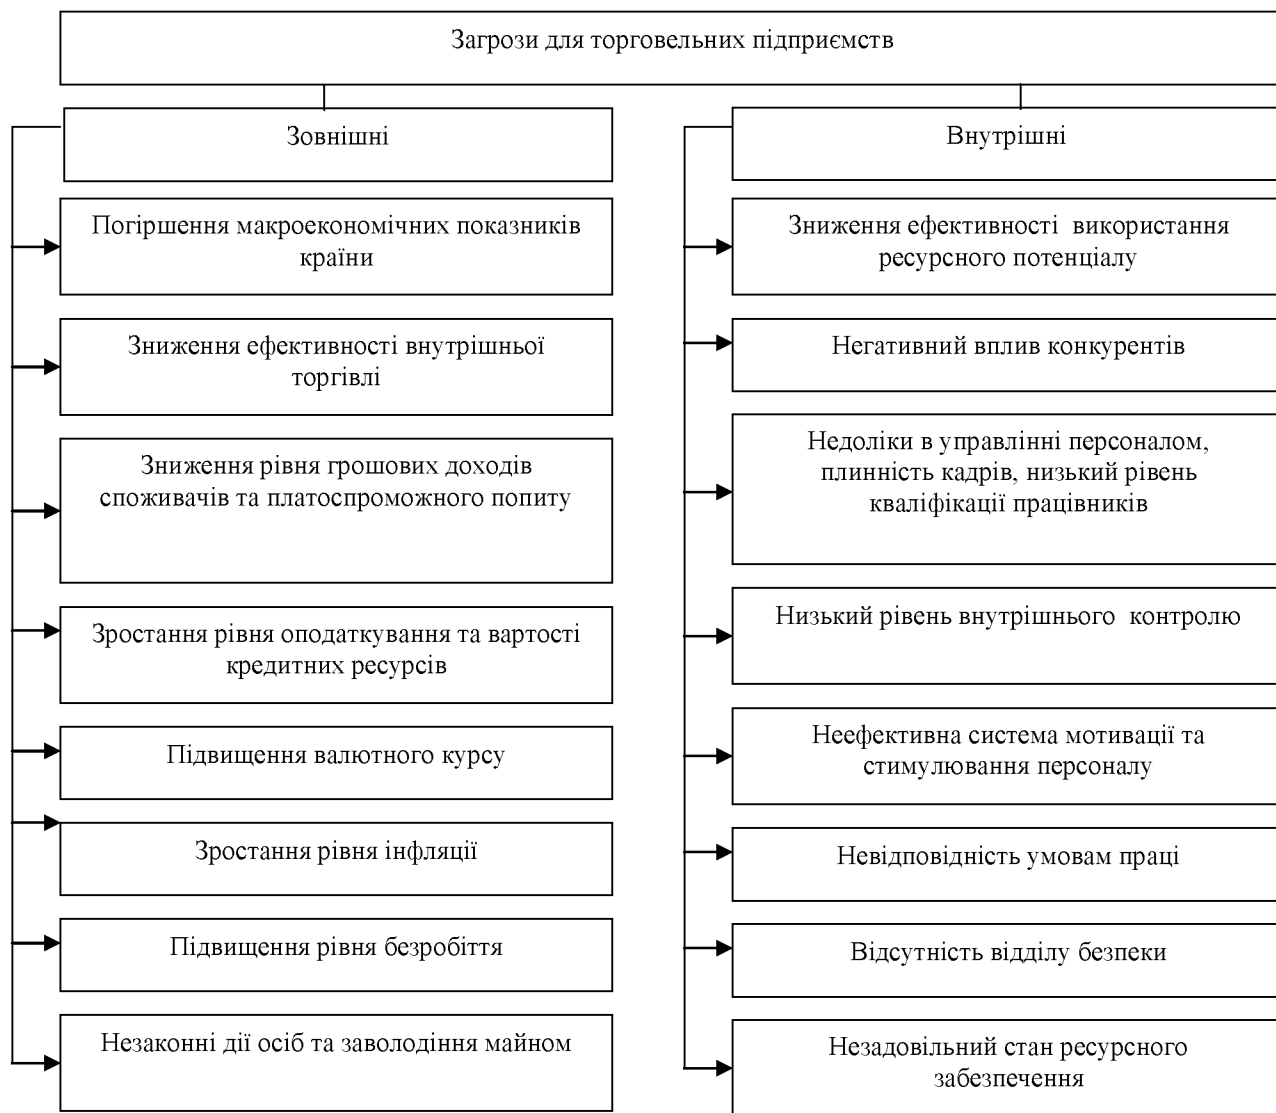 Загрози для торговельних підприємств
Зовнішні
Погіршення макроекономічних показників
країни
Зниження ефективності внутрішньої
торгівлі
Зниження рівня грошових доходів
споживачів та платоспроможного попиту
Зростання рівня оподаткування та вартості
кредитних ресурсів
Підвищення валютного курсу
Зростання рівня інфляції
Підвищення рівня безробіття
Незаконні дії осіб та заволодіння майном
Внутрішні
Зниження ефективності використання
ресурсного потенціалу
Негативний вплив конкурентів
Недоліки в управлінні персоналом,
плинність кадрів, низький рівень
кваліфікації працівників
Низький рівень внутрішнього контролю
Неефективна система мотивації та
стимулювання персоналу
Невідповідність умовам праці
Відсутність відділу безпеки
Незадовільний стан ресурсного
забезпечення